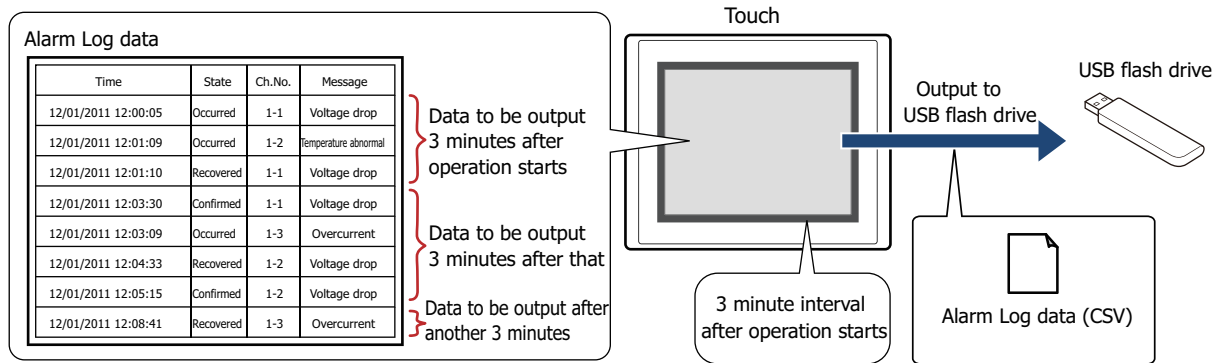 Alarm Log data
Time State Ch.No. Message
12/01/2011 12:00:05 Occurred 1-1 Voltage drop
12/01/2011 12:01:09 Occurred 1-2 Temperature abnormal
12/01/2011 12:01:10 Recovered 1-1 Voltage drop
12/01/2011 12:03:30 Confirmed 1-1 Voltage drop
12/01/2011 12:03:09 Occurred 1-3 Overcurrent
12/01/2011 12:04:33 Recovered 1-2 Voltage drop
12/01/2011 12:05:15 Confirmed 1-2 Voltage drop
12/01/2011 12:08:41 Recovered 1-3 Overcurrent
Data to be output
3 minutes after
operation starts
Data to be output
3 minutes after that
Data to be output after
another 3 minutes
Touch
3 minute interval
after operation starts
Output to
USB flash drive
USB flash drive
Alarm Log data (CSV)